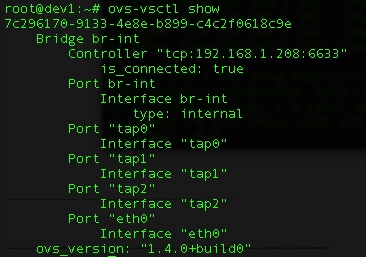 root@dev1:~# ovs-vsctl show
7c296170-9133-4e8e-b899-c4c2f0618c9e
    Bridge br-int
        Controller "tcp:192.168.1.208:6633"
            is_connected: true
        Port br-int
            Interface br-int
                type: internal
        Port "tap0"
            Interface "tap0"
        Port "tap1"
            Interface "tap1"
        Port "tap2"
            Interface "tap2"
        Port "eth0"
            Interface "eth0"
    ovs_version: "1.4.0+build0"